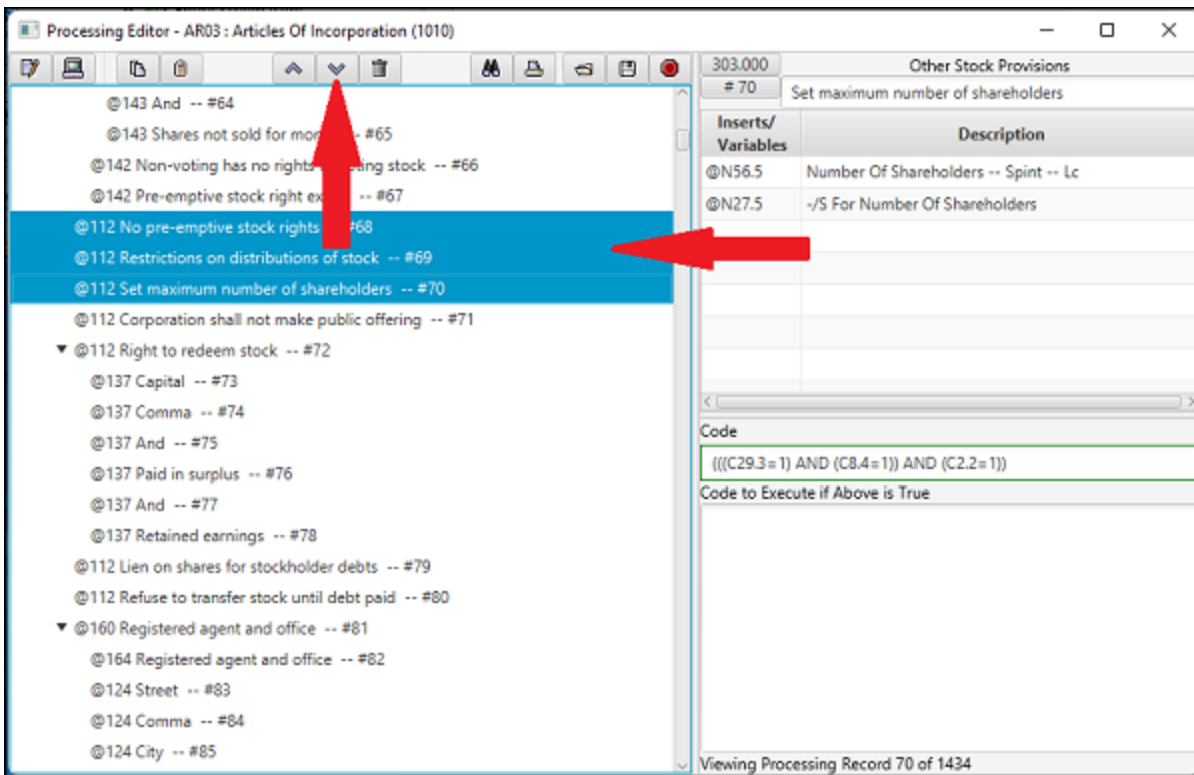 Processing Editor - AR03 : Articles Of Incorporation (1010)
303.000 Other Stock Provisions
# 70 Set maximum number of shareholders
@143 And -- #64
@143 Shares not sold for -- #65
@142 Non-voting has no rights stock -- #66
@142 Pre-emptive stock right -- #67
@112 No pre-emptive stock rights #68
@112 Restrictions on distributions of stock -- #69
@112 Set maximum number of shareholders -- #70
@112 Corporation shall not make public offering -- #71
@112 Right to redeem stock -- #72
@137 Capital -- #73
@137 Comma -- #74
@137 And -- #75
@137 Paid in surplus -- #76
@137 And -- #77
@137 Retained earnings -- #78
@112 Lien on shares for stockholder debts -- #79
@112 Refuse to transfer stock until debt paid -- #80
@160 Registered agent and office -- #81
@164 Registered agent and office -- #82
@124 Street -- #83
@124 Comma -- #84
@124 City -- #85
Inserts/
Variables
Description
@N56.5 Number Of Shareholders -- Spint -- Lc
@N27.5 -/S For Number Of Shareholders
Code
(((C29.3=1) AND (C8.4=1)) AND (C2.2=1))
Code to Execute if Above is True
Viewing Processing Record 70 of 1434